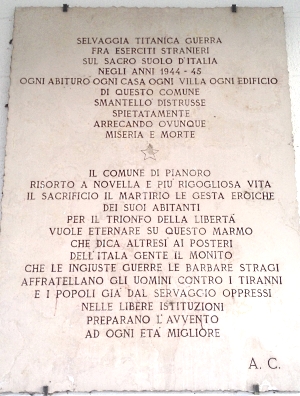 SELVAGGIA TITANICA GUERRA
FRA ESERCITI STRANIERI
SUL SACRO SUOLO D'ITALIA
NEGLI ANNI 1944-45
OGNI ABITURO OGNI CASA OGNI VILLA OGNI EDIFICIO
DI QUESTO COMUNE
SMANTELLÒ DISTRUSSE
SPIETATAMENTE
ARRECANDO OVUNQUE
MISERIA E MORTE
IL COMUNE DI PIANORO
RISORTO A NOVELLA E PIÙ RIGOGLIOSA VITA
IL SACRIFICIO IL MARTIRIO LE GESTA EROICHE
DEI SUOI ABITANTI
PER IL TRIONFO DELLA LIBERTÀ
VUOLE ETERNARE SU QUESTO MARMO
CHE DICA ALTRESÌ AI POSTERI
DELL'ITALA GENTE IL MONITO
CHE LE INGIUSTE GUERRE LE BARBARE STRAGI
AFFRATELLANO GLI UOMINI CONTRO I TIRANNI
E I POPOLI GIÀ DAL SERVAGGIO OPPRESSI
NELLE LIBERE ISTITUZIONI
PREPARANO L'AVVENTO
AD OGNI ETÀ MIGLIORE
A. C.